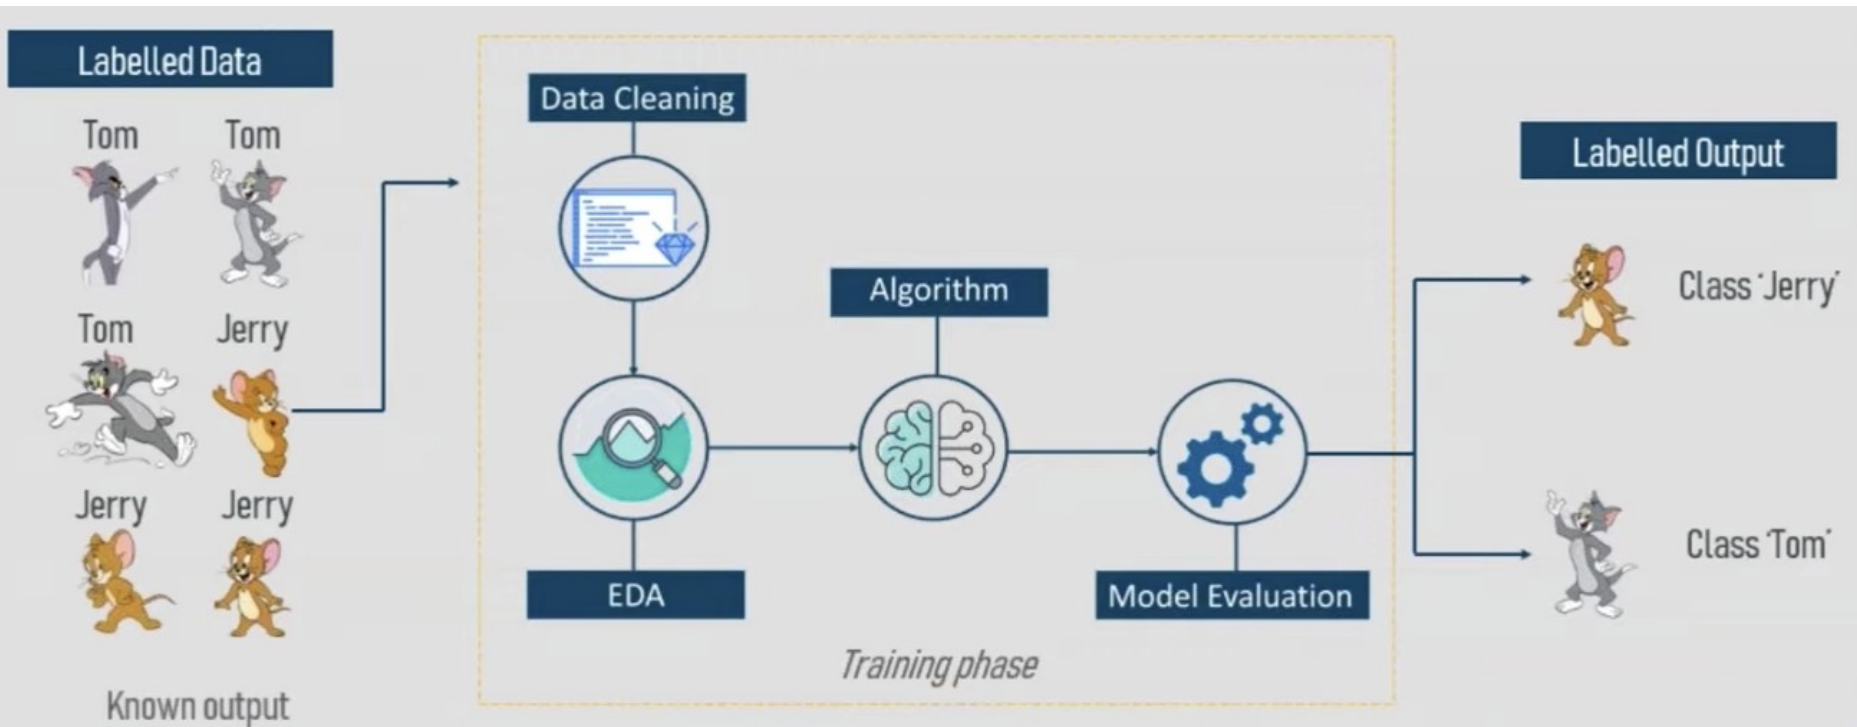 Labelled Data
Tom
Tom
Tom
Jerry
Jerry
Jerry
Known output
Data Cleaning
EDA
Algorithm
Model Evaluation
Training phase
Labelled Output
Class 'Jerry'
Class 'Tom'